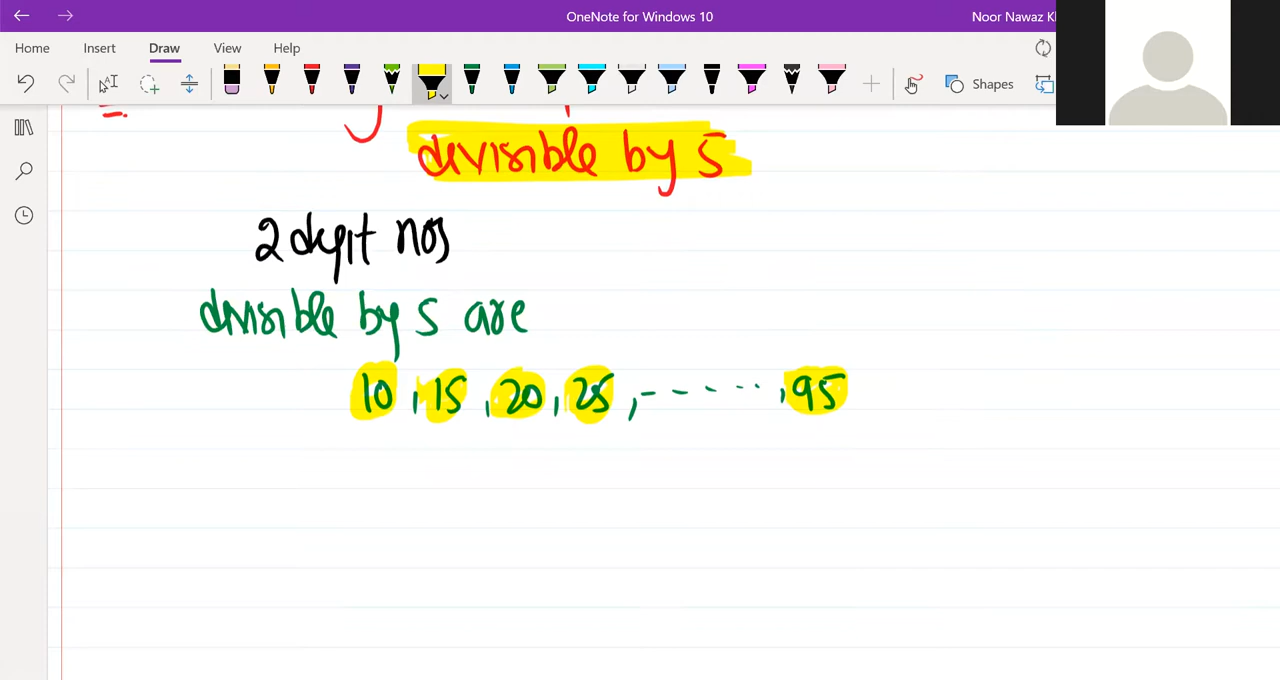 OneNote for Windows 10
Noor Nawaz Kh
Home Insert Draw View Help
Shapes
divisible by 5
2 digit nos
divisible by 5 are
10, 15, 20, 25, ------, 95